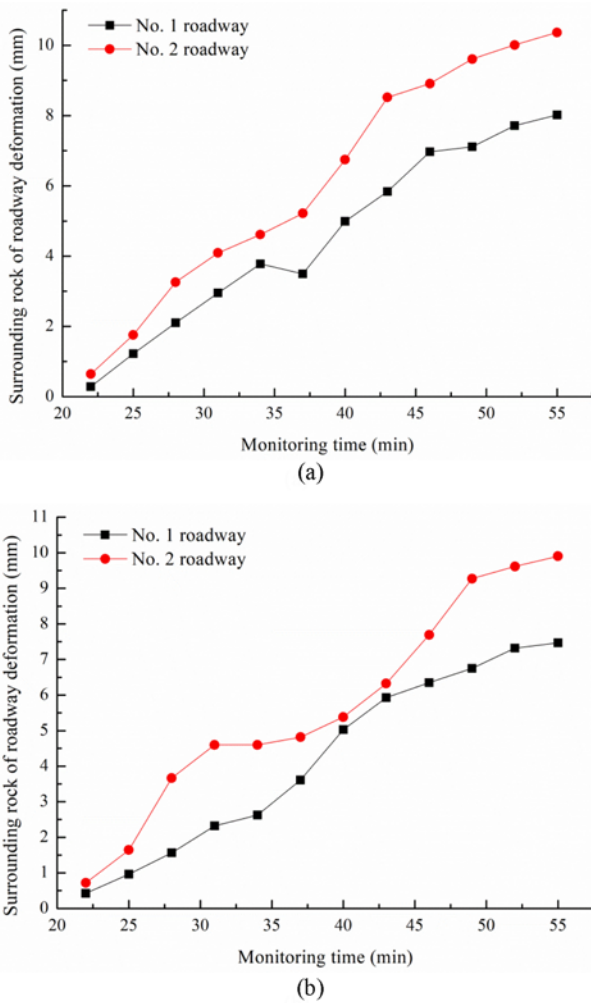 No. 1 roadway
No. 2 roadway
Surrounding rock of roadway deformation (mm)
10
8
6
4
2
0
20 25 30 35 40 45 50 55
Monitoring time (min)
(a)
No. 1 roadway
No. 2 roadway
Surrounding rock of roadway deformation (mm)
11
10
9
8
7
6
5
4
3
2
1
0
20 25 30 35 40 45 50 55
Monitoring time (min)
(b)